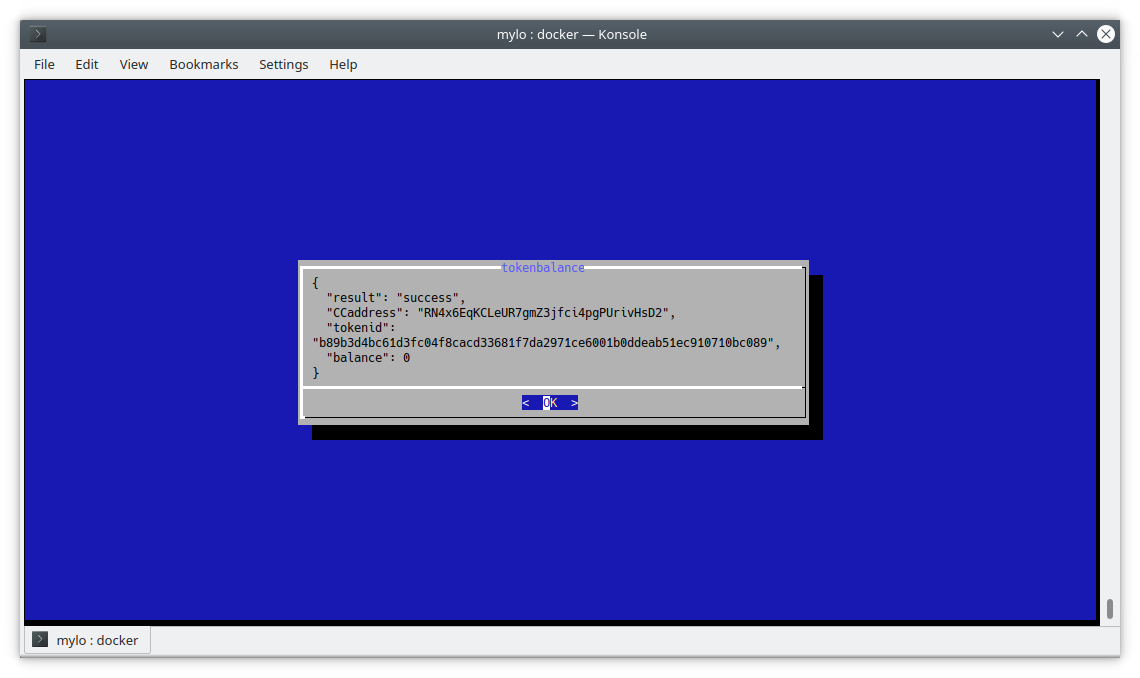 mylo : docker — Konsole
File Edit View Bookmarks Settings Help
tokenbalance
{
"result": "success",
"CCaddress": "RN4x6EqKCLeUR7gmZ3jfci4pgPUrivHsD2",
"tokenid":
"b89b3d4bc61d3fc04f8cacd33681f7da2971ce6001b0ddeab51ec910710bc089",
"balance": 0
}
< OK >
mylo : docker